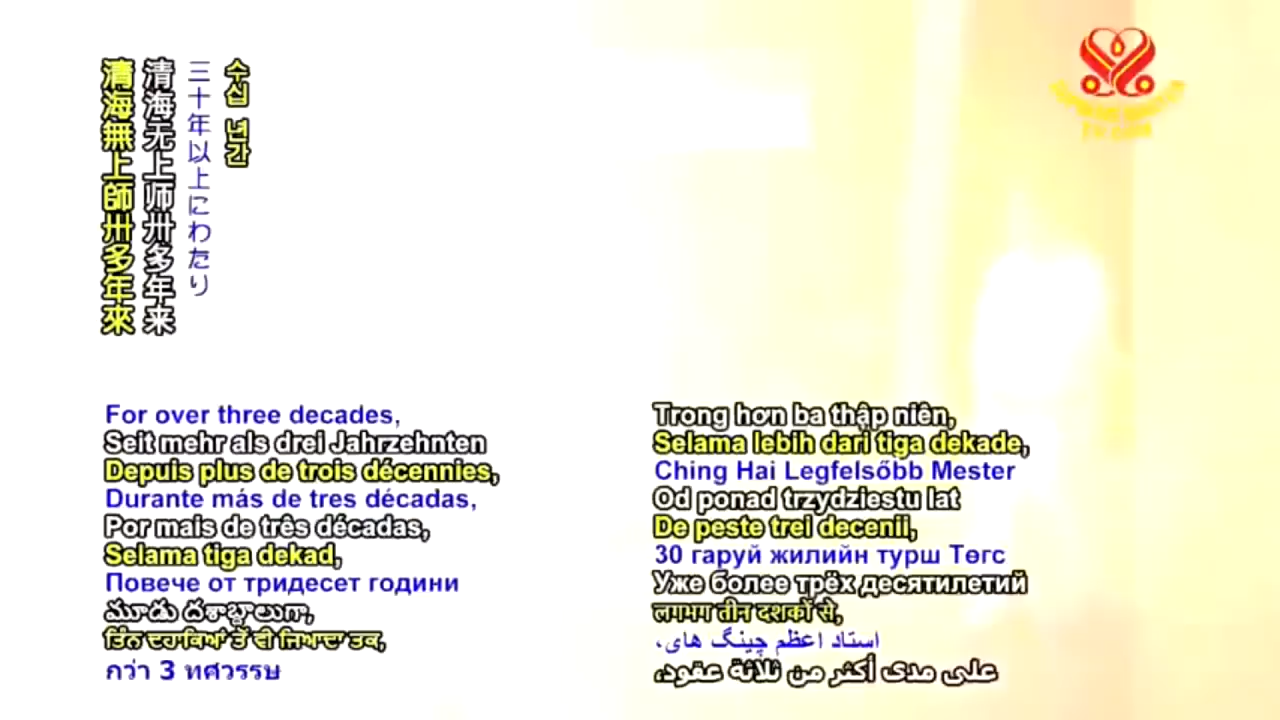 清海無上師卅多年來
清海无上师卅多年来
三十年以上にわたり
수십 년간
For over three decades,
Seit mehr als drei Jahrzehnten
Depuis plus de trois décennies,
Durante más de tres décadas,
Por mais de três décadas,
Selama tiga dekad,
Повече от тридесет години
మూడు దశాబ్దాలుగా,
ਤਿੰਨ ਦਹਾਕਿਆਂ ਤੋਂ ਵੀ ਜਿਆਦਾ ਤਕ,
กว่า 3 ทศวรรษ
Trong hơn ba thập niên,
Selama lebih dari tiga dekade,
Ching Hai Legfelsőbb Mester
Od ponad trzydziestu lat
De peste trei decenii,
30 гаруй жилийн турш Төгс
Уже более трёх десятилетий
लगभग तीन दशकों से,
استاد اعظم چینگ های،
على مدى أكثر من ثلاثة عقود،